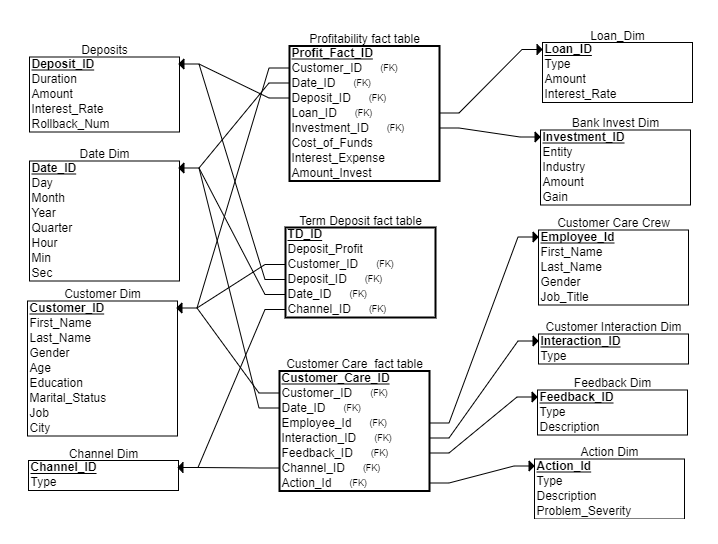 Deposits
Deposit_ID
Duration
Amount
Interest_Rate
Rollback_Num
Date Dim
Date_ID
Day
Month
Year
Quarter
Hour
Min
Sec
Customer Dim
Customer_ID
First_Name
Last_Name
Gender
Age
Education
Marital_Status
Job
City
Channel Dim
Channel_ID
Type
Profitability fact table
Profit_Fact_ID
Customer_ID (FK)
Date_ID (FK)
Deposit_ID (FK)
Loan_ID (FK)
Investment_ID (FK)
Cost_of_Funds
Interest_Expense
Amount_Invest
Term Deposit fact table
TD_ID
Deposit_Profit
Customer_ID (FK)
Deposit_ID (FK)
Date_ID (FK)
Channel_ID (FK)
Customer Care fact table
Customer_Care_ID
Customer_ID (FK)
Date_ID (FK)
Employee_Id (FK)
Interaction_ID (FK)
Feedback_ID (FK)
Channel_ID (FK)
Action_Id (FK)
Loan_Dim
Loan_ID
Type
Amount
Interest_Rate
Bank Invest Dim
Investment_ID
Entity
Industry
Amount
Gain
Customer Care Crew
Employee_Id
First_Name
Last_Name
Gender
Job_Title
Customer Interaction Dim
Interaction_ID
Type
Feedback Dim
Feedback_ID
Type
Description
Action Dim
Action_Id
Type
Description
Problem_Severity